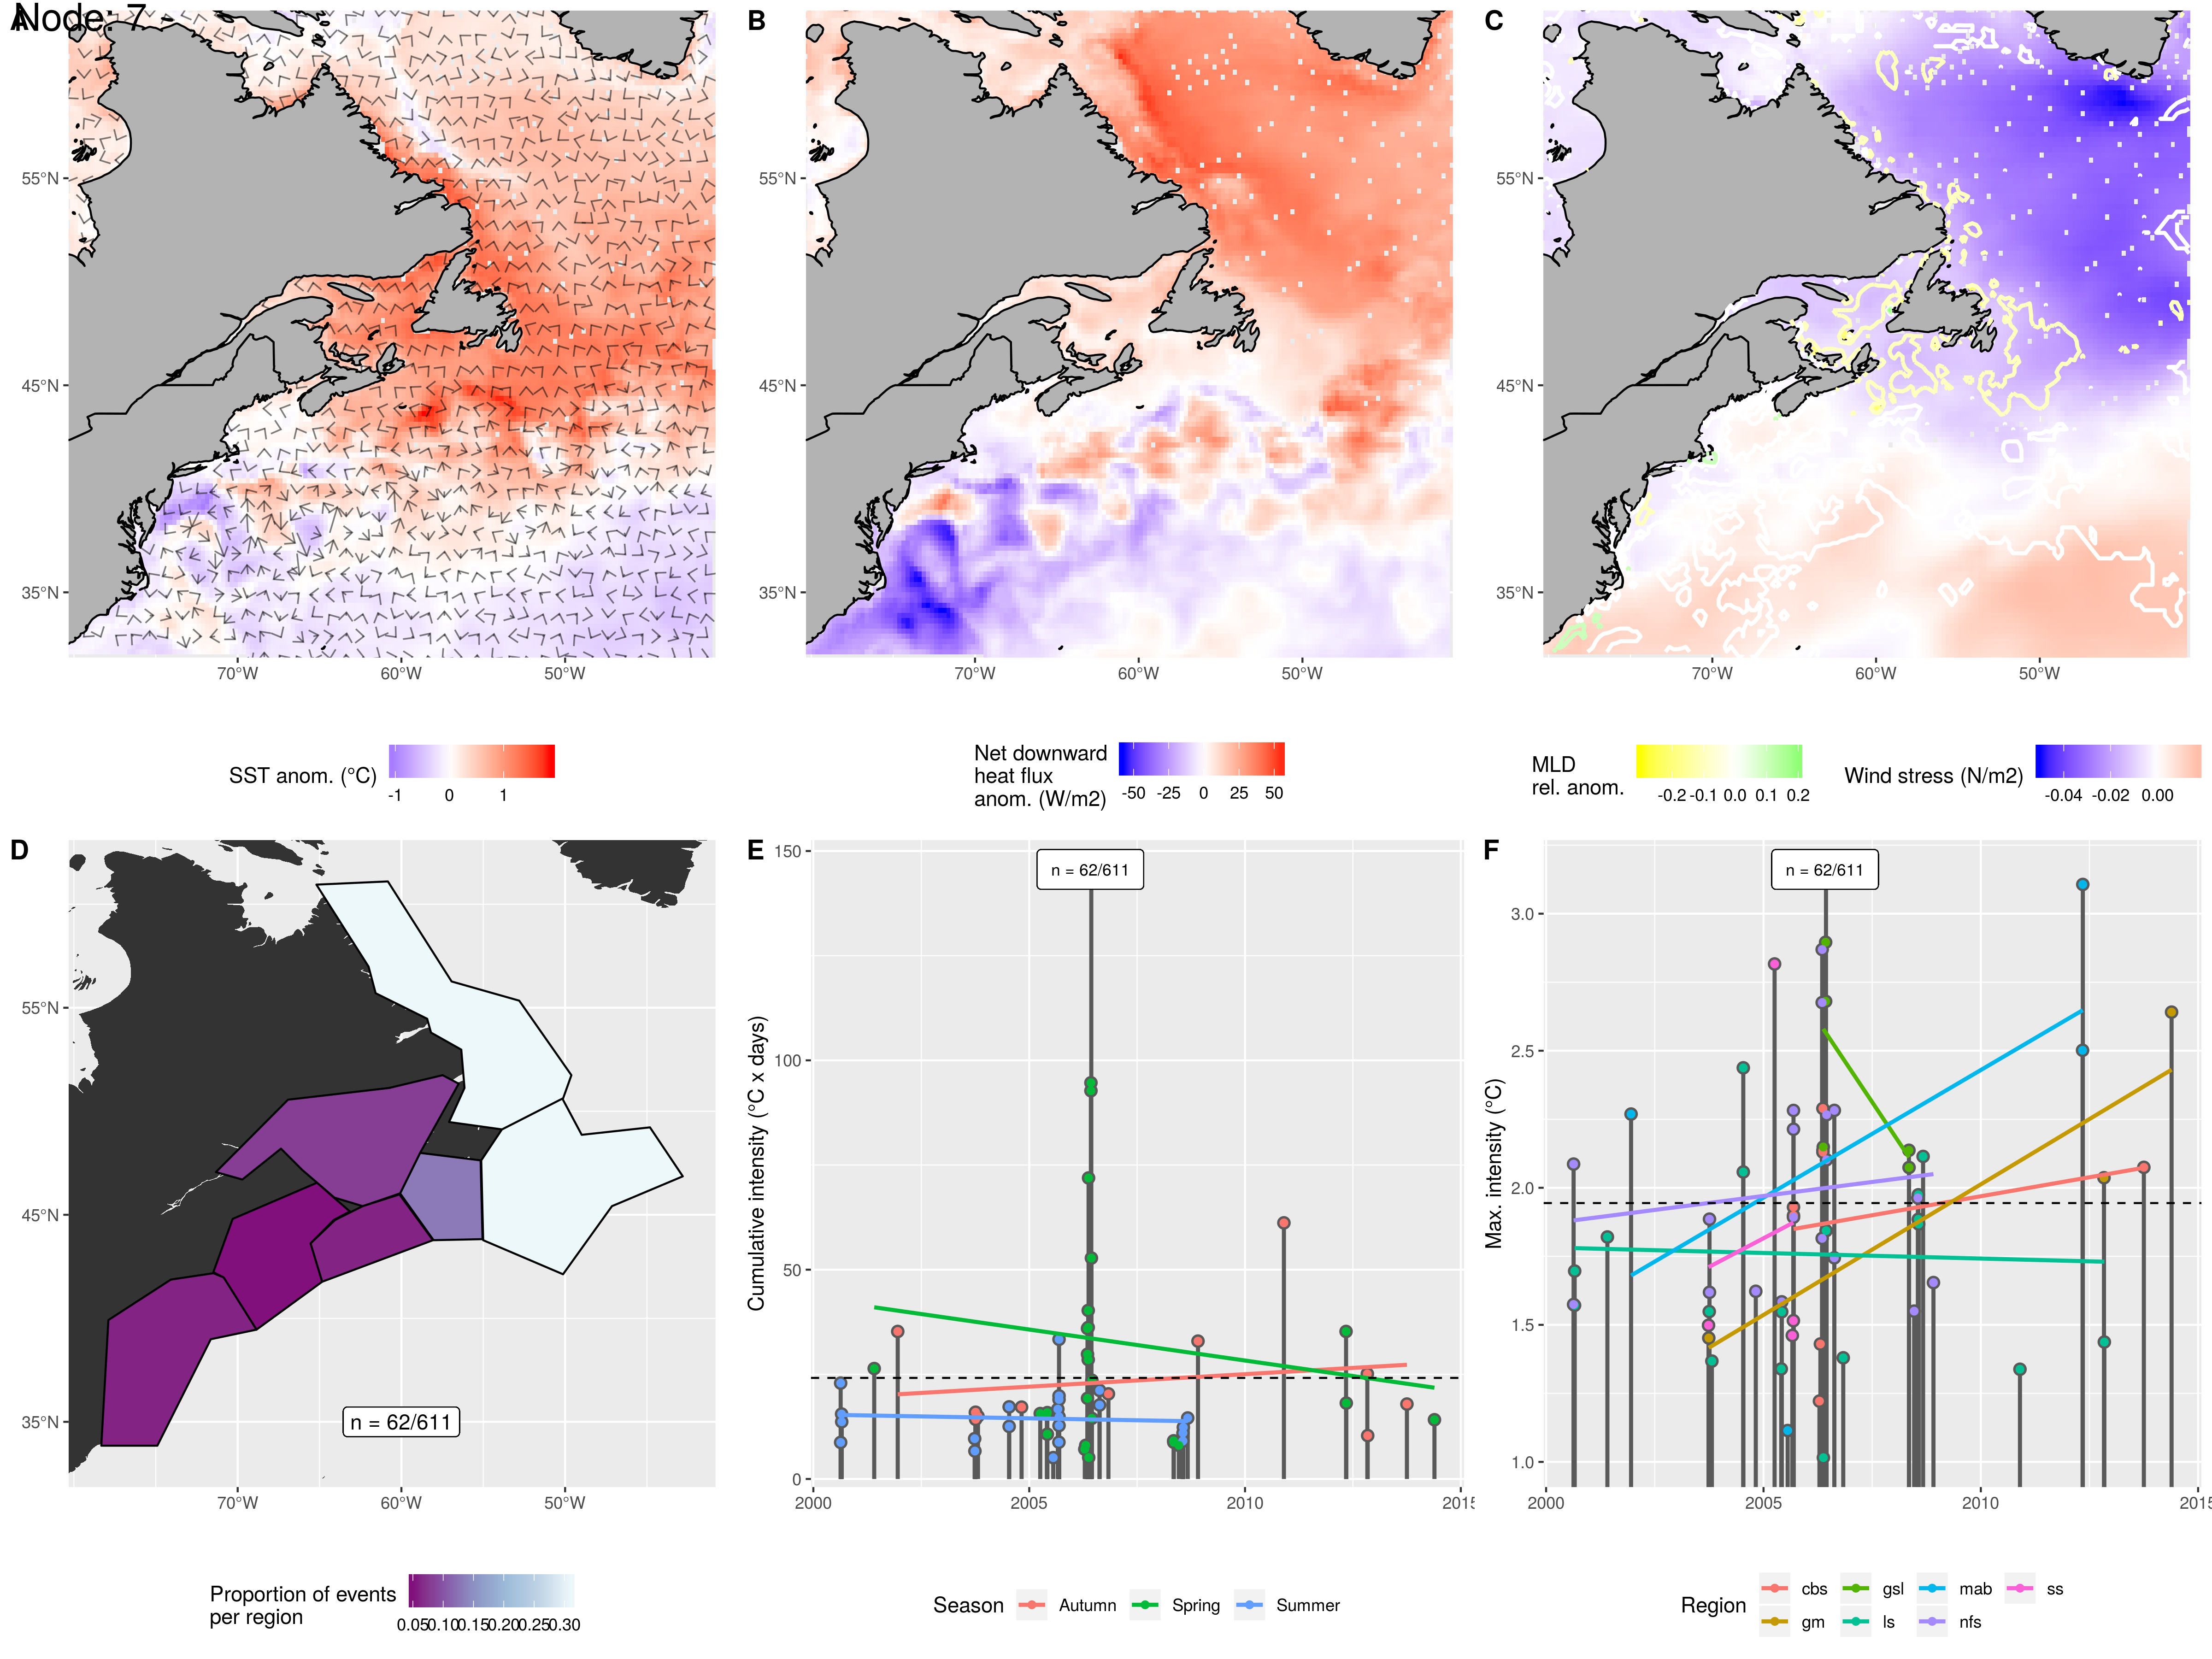 A
Node: 7
55°N
45°N
35°N
70°W
60°W
50°W
SST anom. (°C)
-1
0
1
B
55°N
45°N
35°N
70°W
60°W
50°W
Net downward
heat flux
anom. (W/m2)
-50
-25
0
25
50
C
55°N
45°N
35°N
70°W
60°W
50°W
MLD
rel. anom.
-0.2
-0.1
0.0
0.1
0.2
Wind stress (N/m2)
-0.04
-0.02
0.00
D
55°N
45°N
35°N
n = 62/611
70°W
60°W
50°W
Proportion of events
per region
0.05
0.10
0.15
0.20
0.25
0.30
E
Cumulative intensity (°C x days)
150
100
50
0
n = 62/611
2000
2005
2010
2015
Season
Autumn
Spring
Summer
F
Max. intensity (°C)
3.0
2.5
2.0
1.5
1.0
n = 62/611
2000
2005
2010
2015
Region
cbs
gsl
mab
ss
gm
ls
nfs